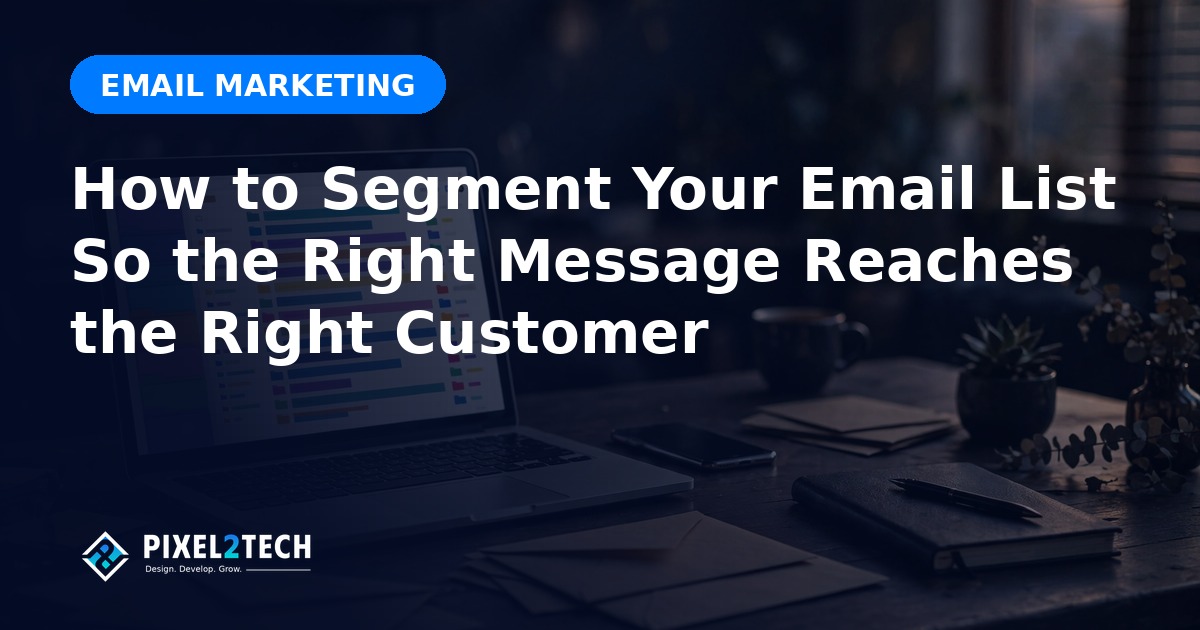 EMAIL MARKETING
How to Segment Your Email List
So the Right Message Reaches
the Right Customer
PIXEL2TECH
Design. Develop. Grow.